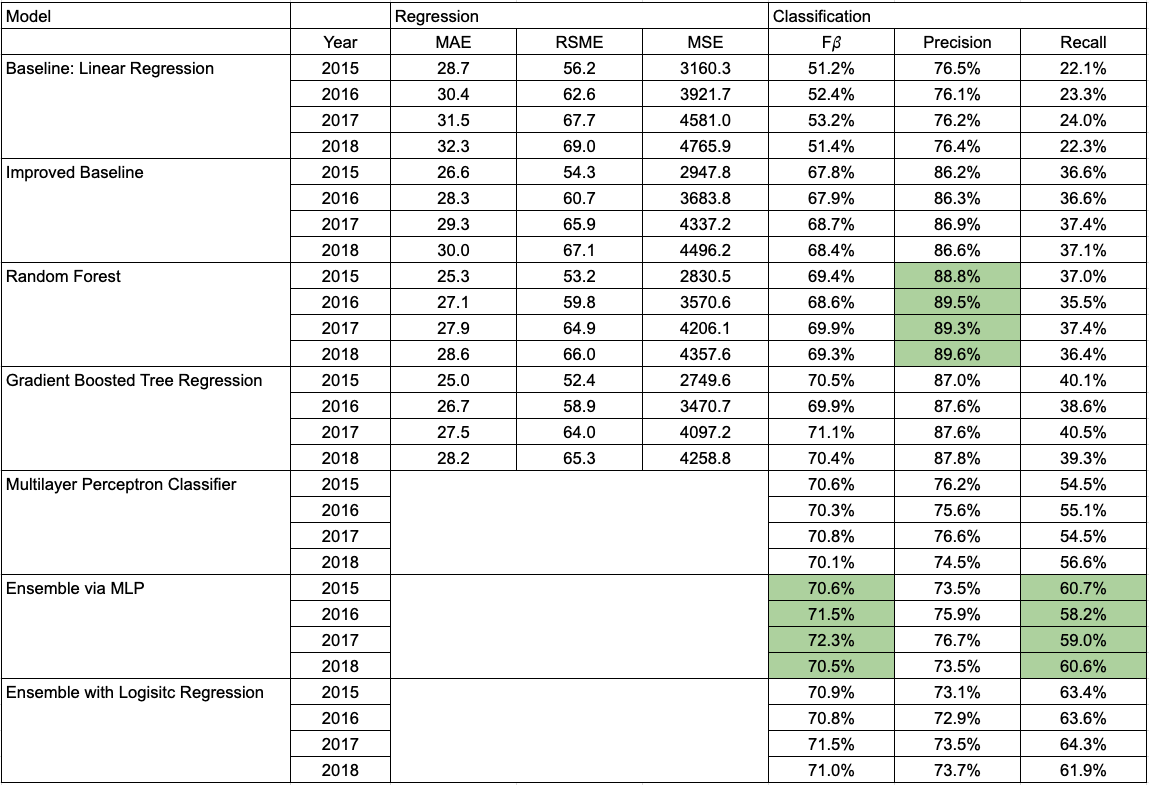 Model Regression Classification
Year MAE RSME MSE Fβ Precision Recall
Baseline: Linear Regression 2015 28.7 56.2 3160.3 51.2% 76.5% 22.1%
2016 30.4 62.6 3921.7 52.4% 76.1% 23.3%
2017 31.5 67.7 4581.0 53.2% 76.2% 24.0%
2018 32.3 69.0 4765.9 51.4% 76.4% 22.3%
Improved Baseline 2015 26.6 54.3 2947.8 67.8% 86.2% 36.6%
2016 28.3 60.7 3683.8 67.9% 86.3% 36.6%
2017 29.3 65.9 4337.2 68.7% 86.9% 37.4%
2018 30.0 67.1 4496.2 68.4% 86.6% 37.1%
Random Forest 2015 25.3 53.2 2830.5 69.4% 88.8% 37.0%
2016 27.1 59.8 3570.6 68.6% 89.5% 35.5%
2017 27.9 64.9 4206.1 69.9% 89.3% 37.4%
2018 28.6 66.0 4357.6 69.3% 89.6% 36.4%
Gradient Boosted Tree Regression 2015 25.0 52.4 2749.6 70.5% 87.0% 40.1%
2016 26.7 58.9 3470.7 69.9% 87.6% 38.6%
2017 27.5 64.0 4097.2 71.1% 87.6% 40.5%
2018 28.2 65.3 4258.8 70.4% 87.8% 39.3%
Multilayer Perceptron Classifier 2015 70.6% 76.2% 54.5%
2016 70.3% 75.6% 55.1%
2017 70.8% 76.6% 54.5%
2018 70.1% 74.5% 56.6%
Ensemble via MLP 2015 70.6% 73.5% 60.7%
2016 71.5% 75.9% 58.2%
2017 72.3% 76.7% 59.0%
2018 70.5% 73.5% 60.6%
Ensemble with Logisitc Regression 2015 70.9% 73.1% 63.4%
2016 70.8% 72.9% 63.6%
2017 71.5% 73.5% 64.3%
2018 71.0% 73.7% 61.9%